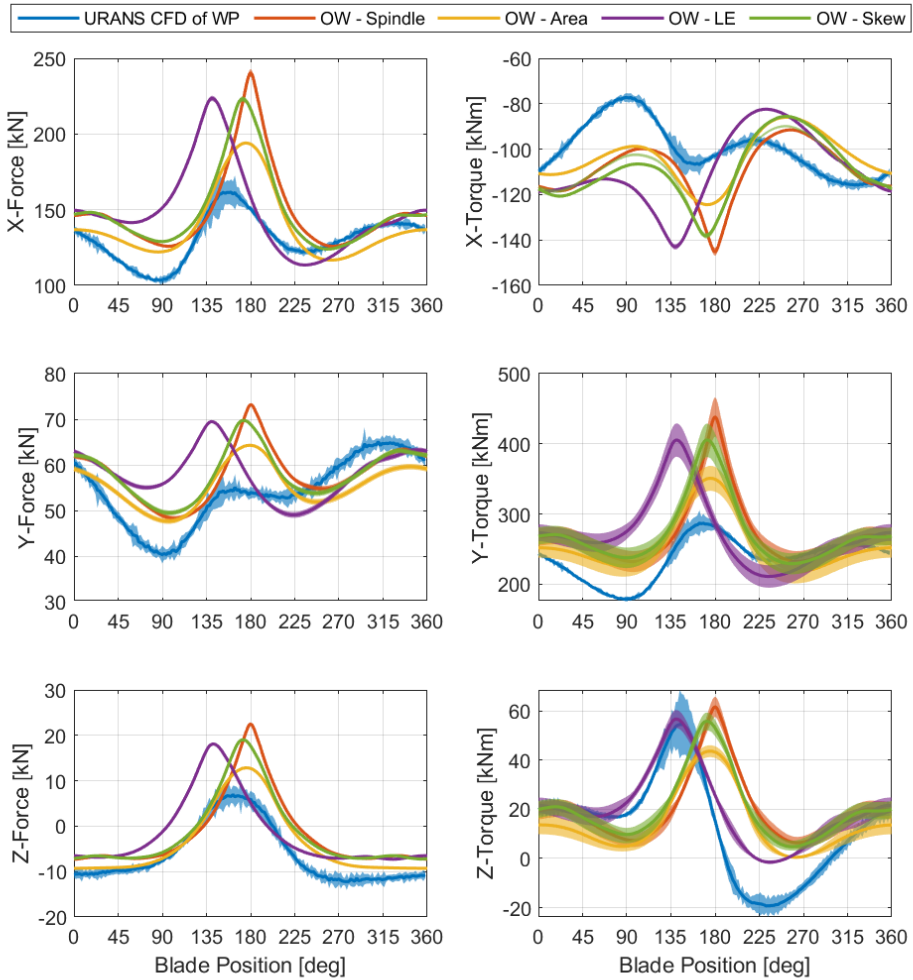 URANS CFD of WP OW - Spindle OW - Area OW - LE OW - Skew
X-Force [kN]
250
200
150
100
0 45 90 135 180 225 270 315 360
X-Torque [kNm]
-60
-80
-100
-120
-140
-160
0 45 90 135 180 225 270 315 360
Y-Force [kN]
80
70
60
50
40
30
0 45 90 135 180 225 270 315 360
Y-Torque [kNm]
500
400
300
200
0 45 90 135 180 225 270 315 360
Z-Force [kN]
30
20
10
0
-10
-20
0 45 90 135 180 225 270 315 360
Blade Position [deg]
Z-Torque [kNm]
60
40
20
0
-20
0 45 90 135 180 225 270 315 360
Blade Position [deg]